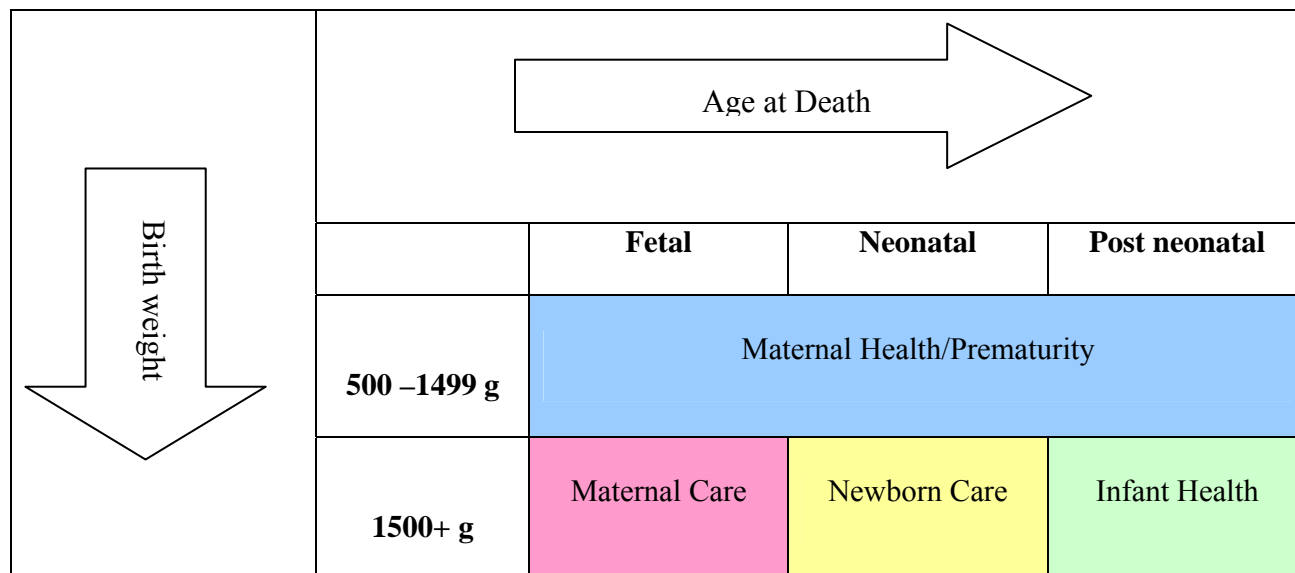 Age at Death
Birth weight
Fetal Neonatal Post neonatal
Maternal Health/Prematurity
500 –1499 g
Maternal Care Newborn Care Infant Health
1500+ g